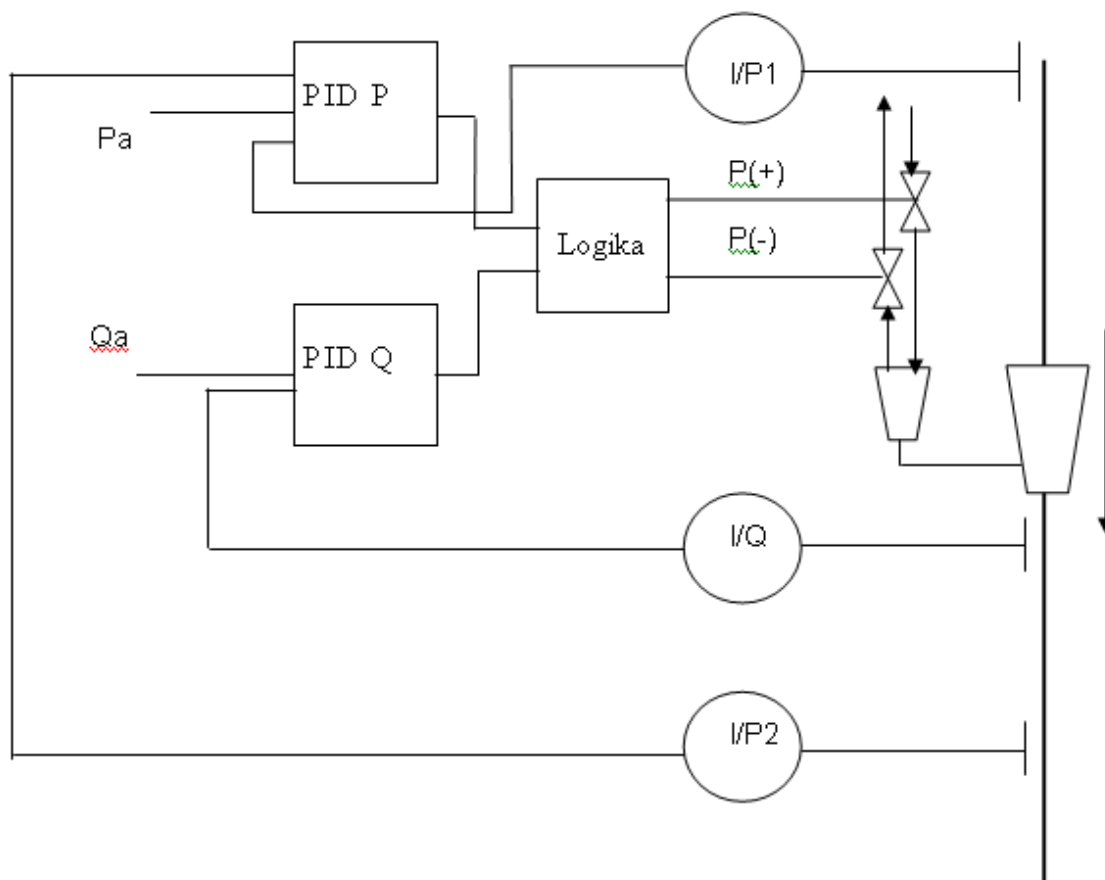 PID P
I/P1
Pa
P(+)
Logika
P(-)
Qa
PID Q
I/Q
I/P2